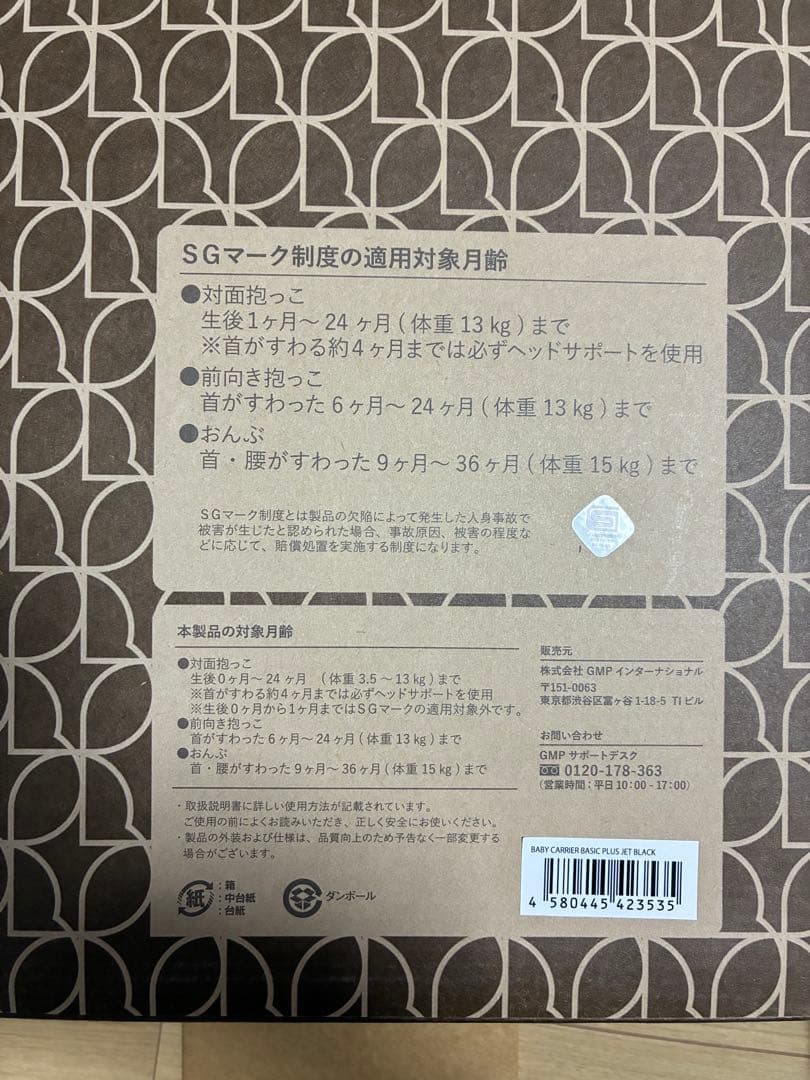 SGマーク制度の適用対象月齢
●対面抱っこ
生後1ヶ月〜24ヶ月(体重13kg)まで
※首がすわる約4ヶ月までは必ずヘッドサポートを使用
●前向き抱っこ
首がすわった6ヶ月〜24ヶ月(体重13kg)まで
●おんぶ
首・腰がすわった9ヶ月〜36ヶ月(体重15kg)まで
SGマーク制度とは製品の欠陥によって発生した人身事故で
被害が生じたと認められた場合、事故原因、被害の程度な
どに応じて、賠償処置を実施する制度になります。
本製品の対象月齢
●対面抱っこ
生後0ヶ月〜24ヶ月 (体重3.5〜13kg)まで
※首がすわる約4ヶ月までは必ずヘッドサポートを使用
※生後0ヶ月から1ヶ月まではSGマークの適用対象外です。
●前向き抱っこ
首がすわった6ヶ月〜24ヶ月(体重13kg)まで
●おんぶ
首・腰がすわった9ヶ月〜36ヶ月(体重15kg)まで
・取扱説明書に詳しい使用方法が記載されています。
ご使用の前によくお読みいただき、正しく安全にお使いください。
・製品の外装および仕様は、品質向上のため予告なく一部変更する
場合がございます。
紙
:箱
:中台紙
:台紙
ダンボール
販売元
株式会社GMPインターナショナル
〒151-0063
東京都渋谷区富ヶ谷1-18-5 TIビル
お問い合わせ
GMPサポートデスク
0120-178-363
(営業時間:平日10:00-17:00)
BABY CARRIER BASIC PLUS JET BLACK
4 580445 423535